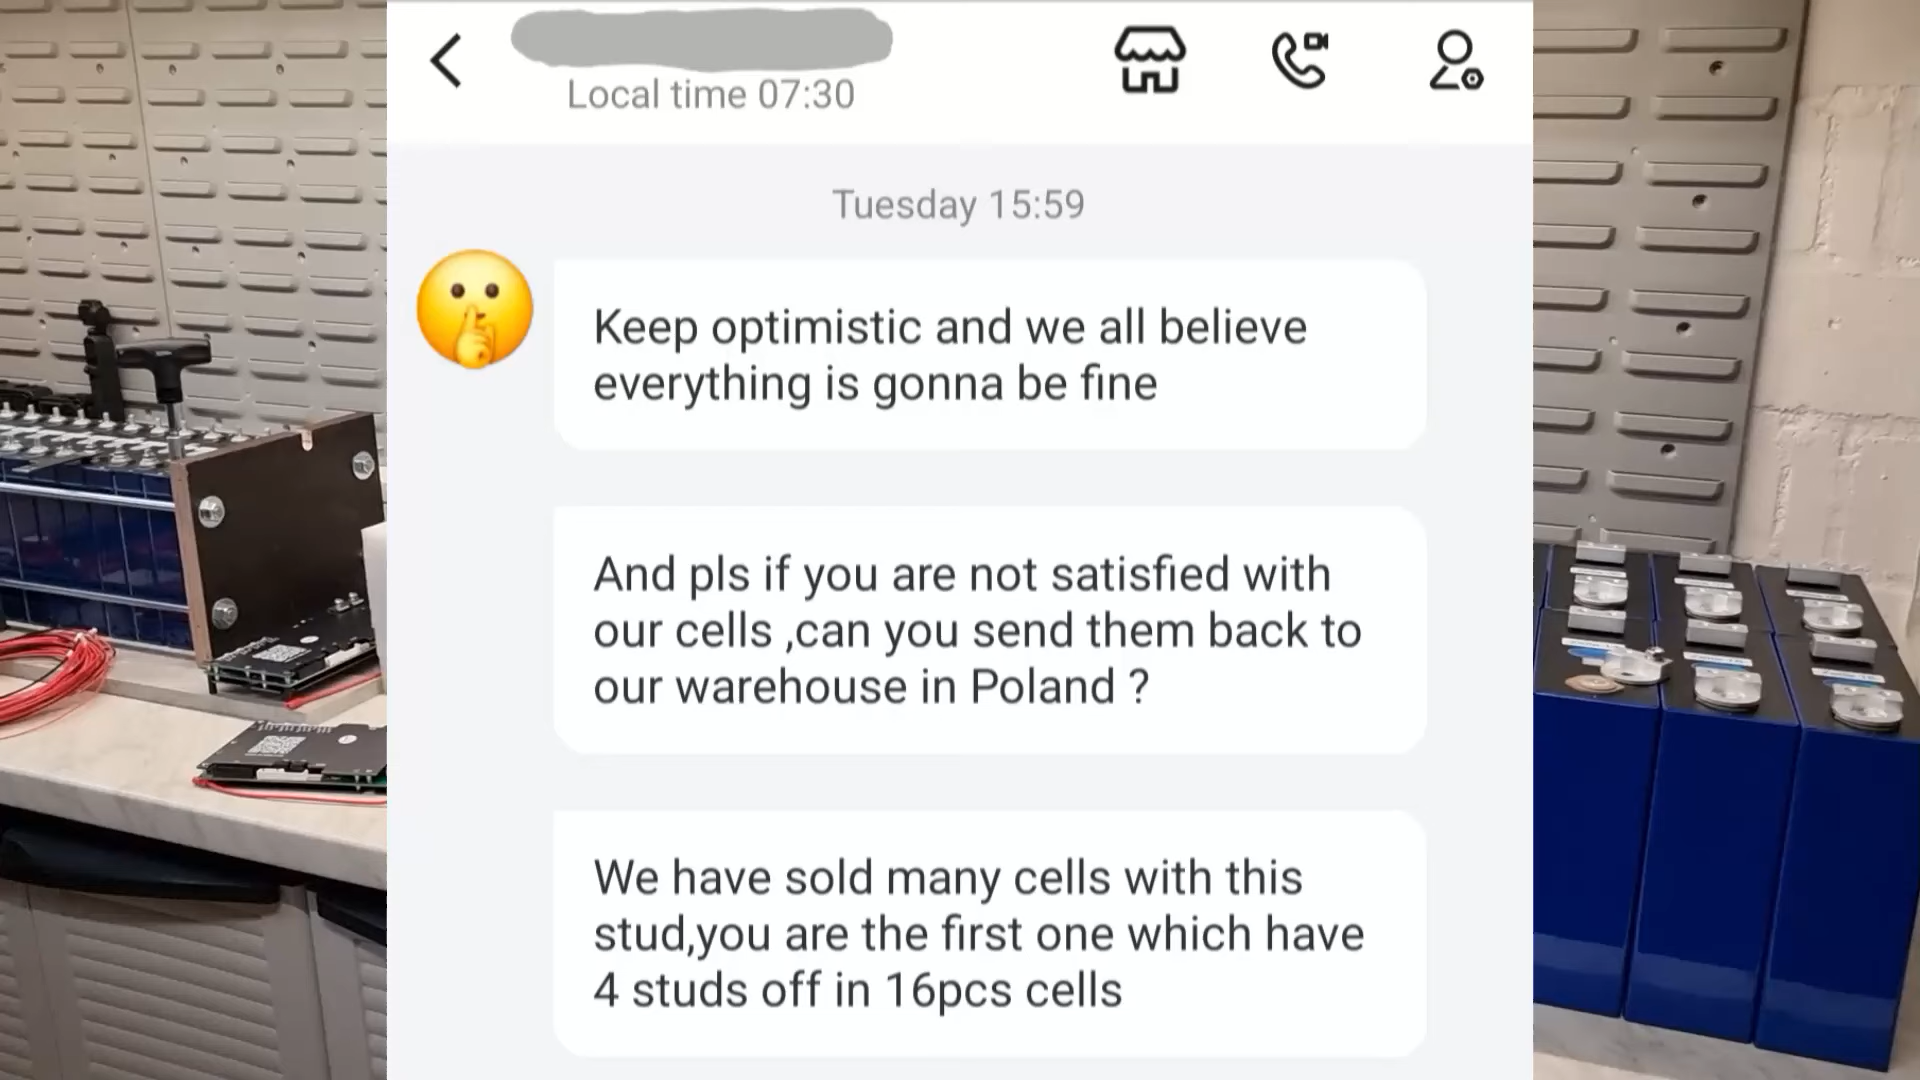 Local time 07:30
Tuesday 15:59
Keep optimistic and we all believe
everything is gonna be fine
And pls if you are not satisfied with
our cells ,can you send them back to
our warehouse in Poland ?
We have sold many cells with this
stud,you are the first one which have
4 studs off in 16pcs cells